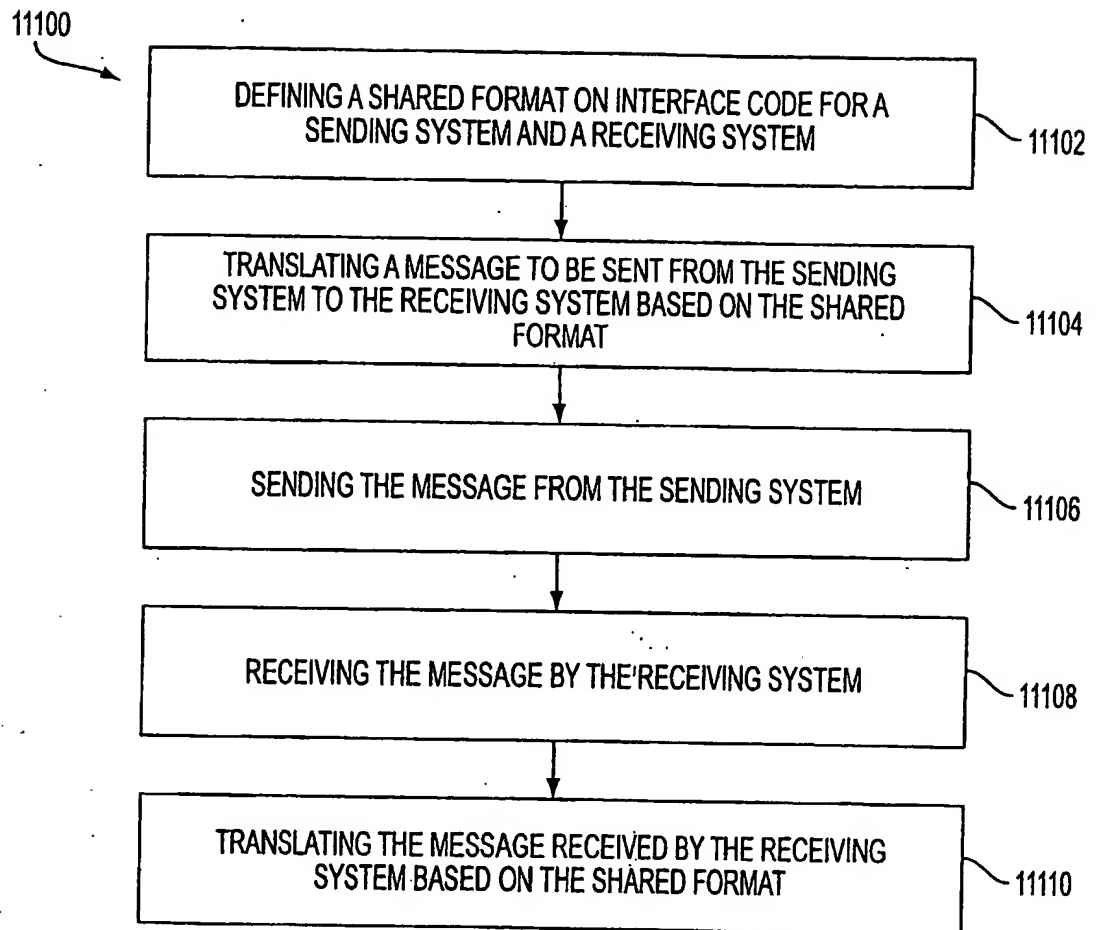 11100
DEFINING A SHARED FORMAT ON INTERFACE CODE FOR A
SENDING SYSTEM AND A RECEIVING SYSTEM
11102
TRANSLATING A MESSAGE TO BE SENT FROM THE SENDING
SYSTEM TO THE RECEIVING SYSTEM BASED ON THE SHARED
FORMAT
11104
SENDING THE MESSAGE FROM THE SENDING SYSTEM
11106
RECEIVING THE MESSAGE BY THE RECEIVING SYSTEM
11108
TRANSLATING THE MESSAGE RECEIVED BY THE RECEIVING
SYSTEM BASED ON THE SHARED FORMAT
11110